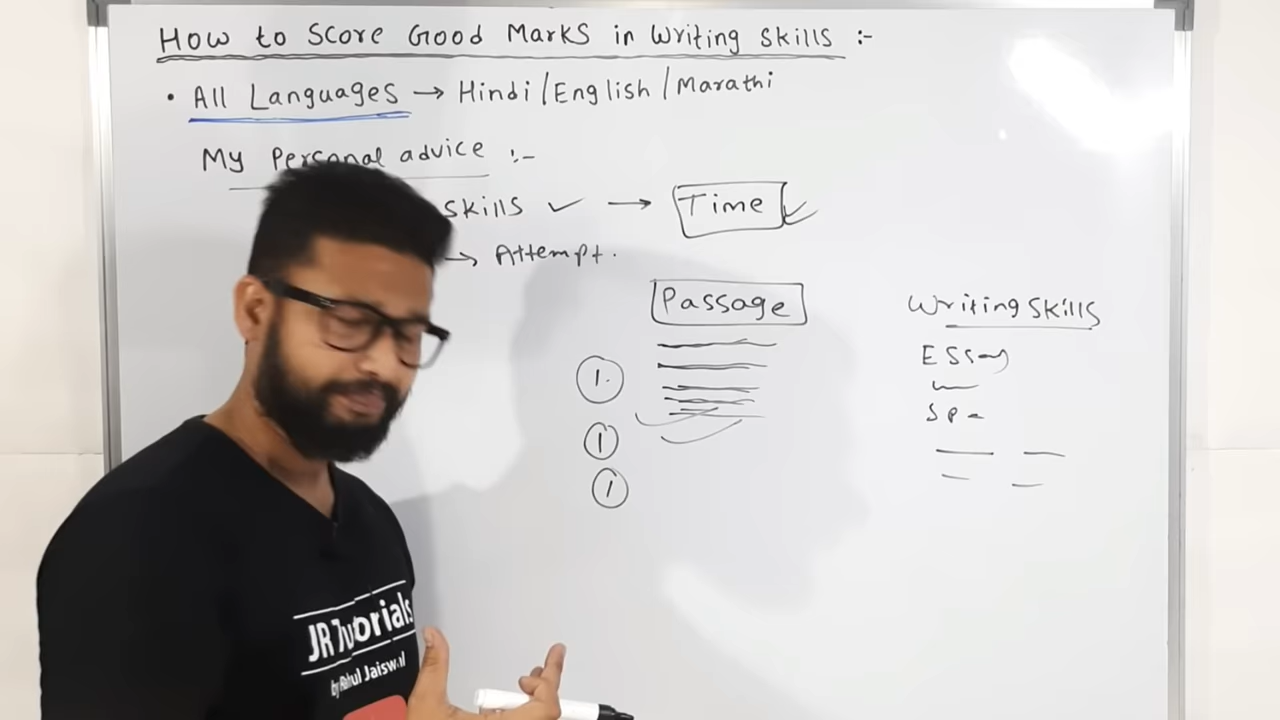 How to Score Good Marks in Writing Skills :-
• All Languages → Hindi/English/Marathi
My Personal advice :-
Skills ✓ → Time ✓
→ Attempt.
Passage
1.
1
1
Writing Skills
Essay
Spe
JR Tutorials
by Rahul Jaiswal